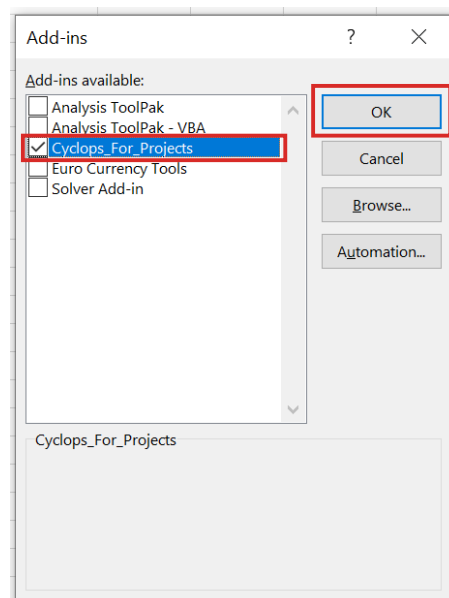 Add-ins
?
Add-ins available:
Analysis ToolPak
Analysis ToolPak - VBA
Cyclops_For_Projects
Euro Currency Tools
Solver Add-in
OK
Cancel
Browse...
Automation...
Cyclops_For_Projects